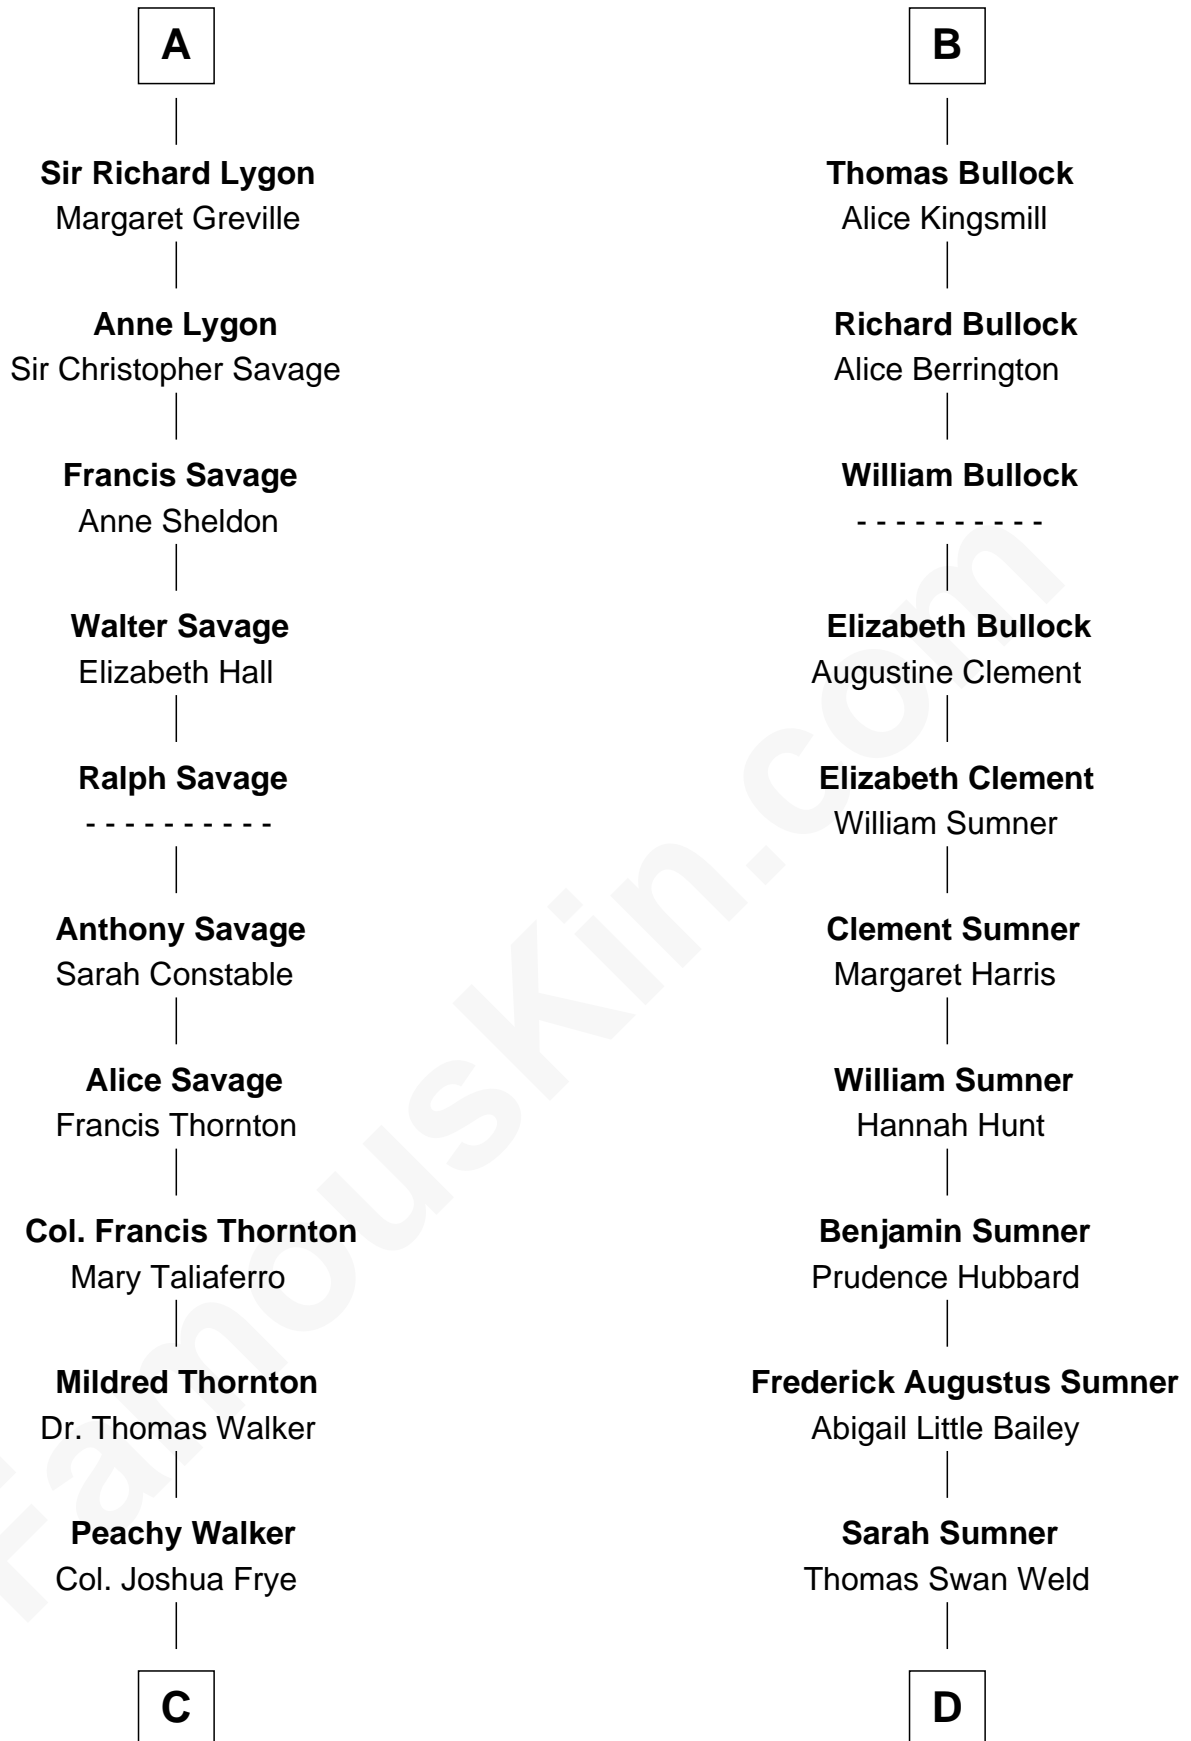 A
Sir Richard Lygon
Margaret Greville
Anne Lygon
Sir Christopher Savage
Francis Savage
Anne Sheldon
Walter Savage
Elizabeth Hall
Ralph Savage
- - - - - - - - - -
Anthony Savage
Sarah Constable
Alice Savage
Francis Thornton
Col. Francis Thornton
Mary Taliaferro
Mildred Thornton
Dr. Thomas Walker
Peachy Walker
Col. Joshua Frye
C
B
Thomas Bullock
Alice Kingsmill
Richard Bullock
Alice Berrington
William Bullock
- - - - - - - - - -
Elizabeth Bullock
Augustine Clement
Elizabeth Clement
William Sumner
Clement Sumner
Margaret Harris
William Sumner
Hannah Hunt
Benjamin Sumner
Prudence Hubbard
Frederick Augustus Sumner
Abigail Little Bailey
Sarah Sumner
Thomas Swan Weld
D
FamousKin.com